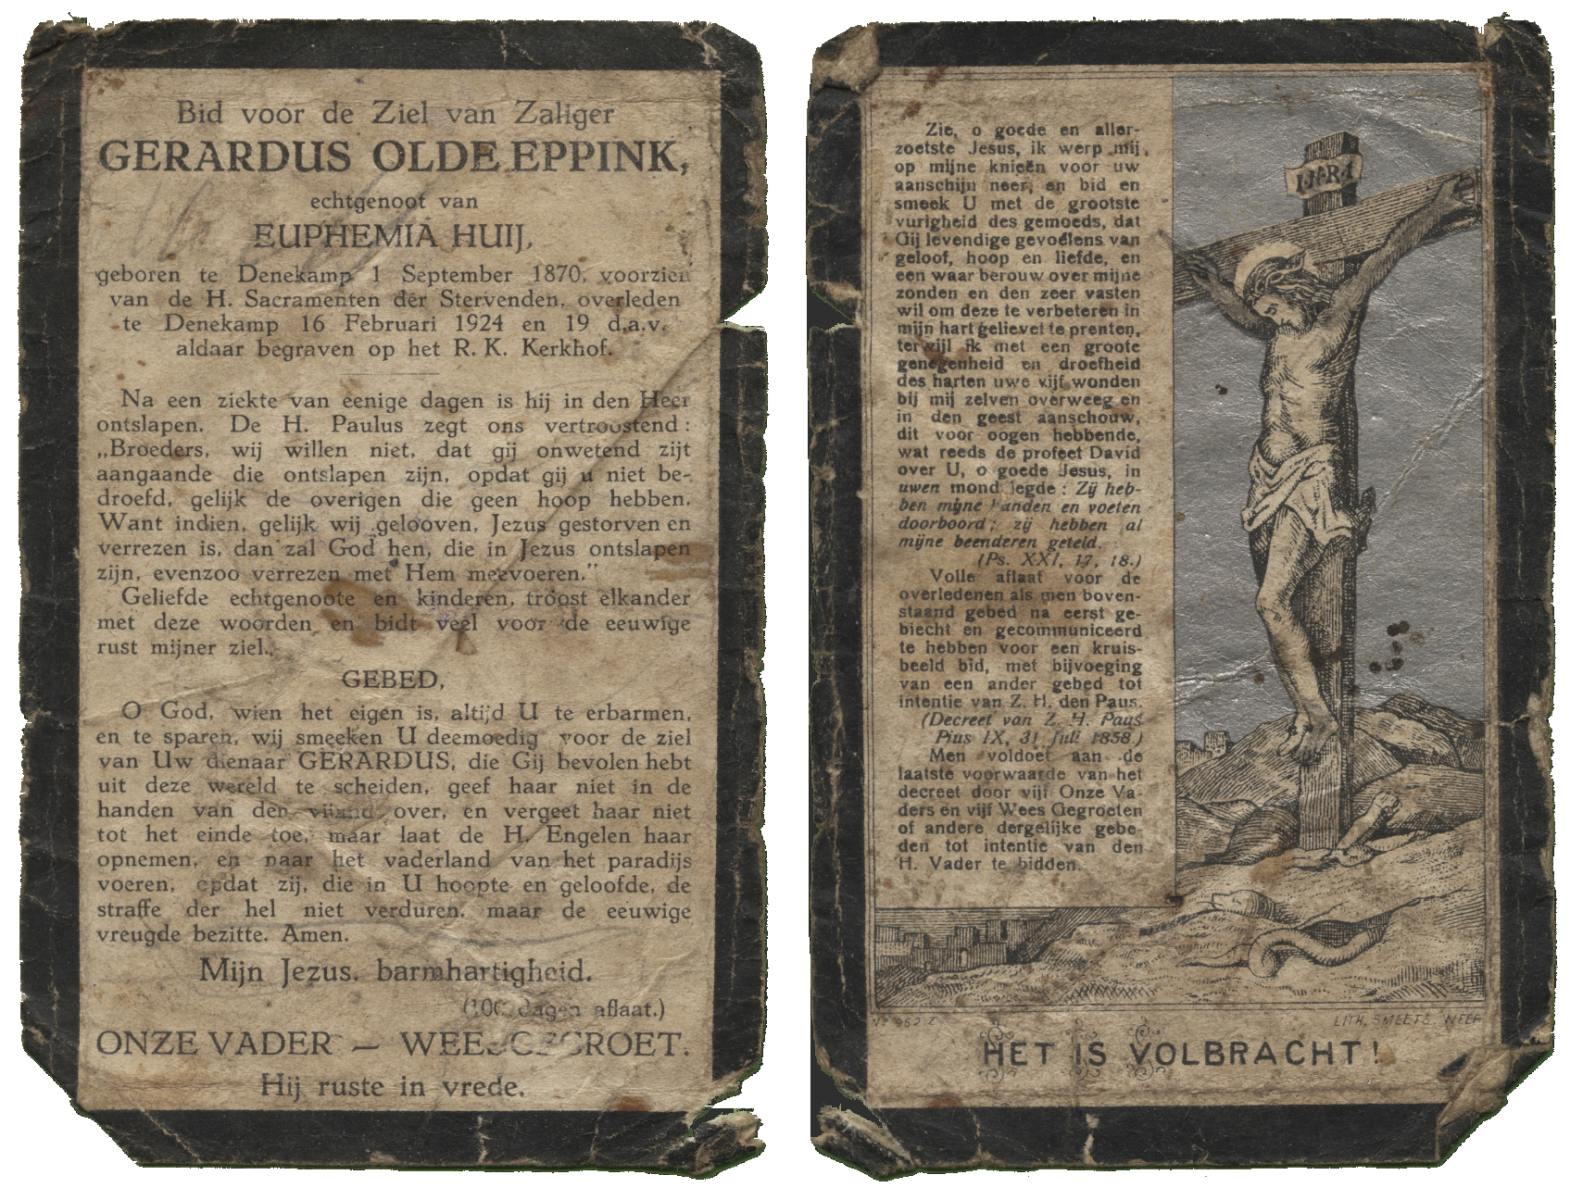 Bid voor de Ziel van Zaliger
GERARDUS OLDE EPPINK,
echtgenoot van
EUPHEMIA HUIJ,
geboren te Denekamp 1 September 1870, voorzien
van de H. Sacramenten der Stervenden, overleden
te Denekamp 16 Februari 1924 en 19 d.a.v.
aldaar begraven op het R. K. Kerkhof.
Na een ziekte van eenige dagen is hij in den Heer
ontslapen. De H. Paulus zegt ons vertroostend:
„Broeders, wij willen niet, dat gij onwetend zijt
aangaande die ontslapen zijn, opdat gij u niet be-
droefd, gelijk de overigen die geen hoop hebben.
Want indien, gelijk wij gelooven, Jezus gestorven en
verrezen is, dan zal God hen, die in Jezus ontslapen
zijn, evenzoo verrezen met Hem meevoeren.”
Geliefde echtgenoote en kinderen, troost elkander
met deze woorden en bidt veel voor de eeuwige
rust mijner ziel.
GEBED,
O God, wien het eigen is, altijd U te erbarmen,
en te sparen, wij smeeken U deemoedig voor de ziel
van Uw dienaar GERARDUS, die Gij bevolen hebt
uit deze wereld te scheiden, geef haar niet in de
handen van den vijand over, en vergeet haar niet
tot het einde toe, maar laat de H. Engelen haar
opnemen, en naar het vaderland van het paradijs
voeren, opdat zij, die in U hoopte en geloofde, de
straffe der hel niet verduren, maar de eeuwige
vreugde bezitte. Amen.
Mijn Jezus, barmhartigheid.
(100 dagen aflaat.)
ONZE VADER — WEES GEGROET.
Hij ruste in vrede.
Zie, o goede en aller-
zoetste Jesus, ik werp mij,
op mijne knieën voor uw
aanschijn neer, en bid en
smeek U met de grootste
vurigheid des gemoeds, dat
Gij levendige gevoelens van
geloof, hoop en liefde, en
een waar berouw over mijne
zonden en den zeer vasten
wil om deze te verbeteren in
mijn hart gelievet te prenten,
terwijl ik met een groote
genegenheid en droefheid
des harten uwe vijf wonden
bij mij zelven overweeg en
in den geest aanschouw,
dit voor oogen hebbende,
wat reeds de profeet David
over U, o goede Jesus, in
uwen mond legde: Zij heb-
ben mijne handen en voeten
doorboord; zij hebben al
mijne beenderen geteld.
(Ps. XXI, 17, 18.)
Volle aflaat voor de
overledenen als men boven-
staand gebed na eerst ge-
biecht en gecommuniceerd
te hebben voor een kruis-
beeld bid, met bijvoeging
van een ander gebed tot
intentie van Z. H. den Paus.
(Decreet van Z. H. Paus
Pius IX, 31 Juli 1858.)
Men voldoet aan de
laatste voorwaarde van het
decreet door vijf Onze Va-
ders en vijf Wees Gegroeten
of andere dergelijke gebe-
den tot intentie van den
H. Vader te bidden.
INRI
LITH. SMEETS, WEERT
HET IS VOLBRACHT!